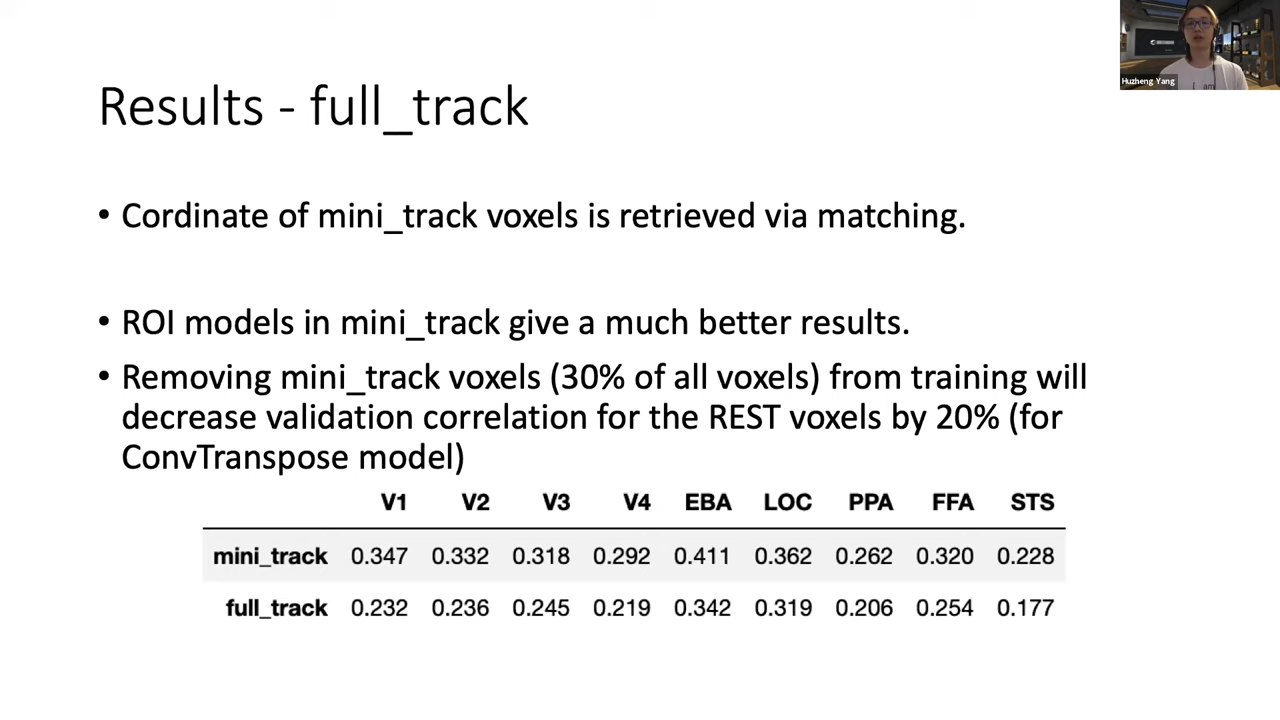 Huzheng Yang
Results - full_track
• Cordinate of mini_track voxels is retrieved via matching.
• ROI models in mini_track give a much better results.
• Removing mini_track voxels (30% of all voxels) from training will
decrease validation correlation for the REST voxels by 20% (for
ConvTranspose model)
V1 V2 V3 V4 EBA LOC PPA FFA STS
mini_track 0.347 0.332 0.318 0.292 0.411 0.362 0.262 0.320 0.228
full_track 0.232 0.236 0.245 0.219 0.342 0.319 0.206 0.254 0.177